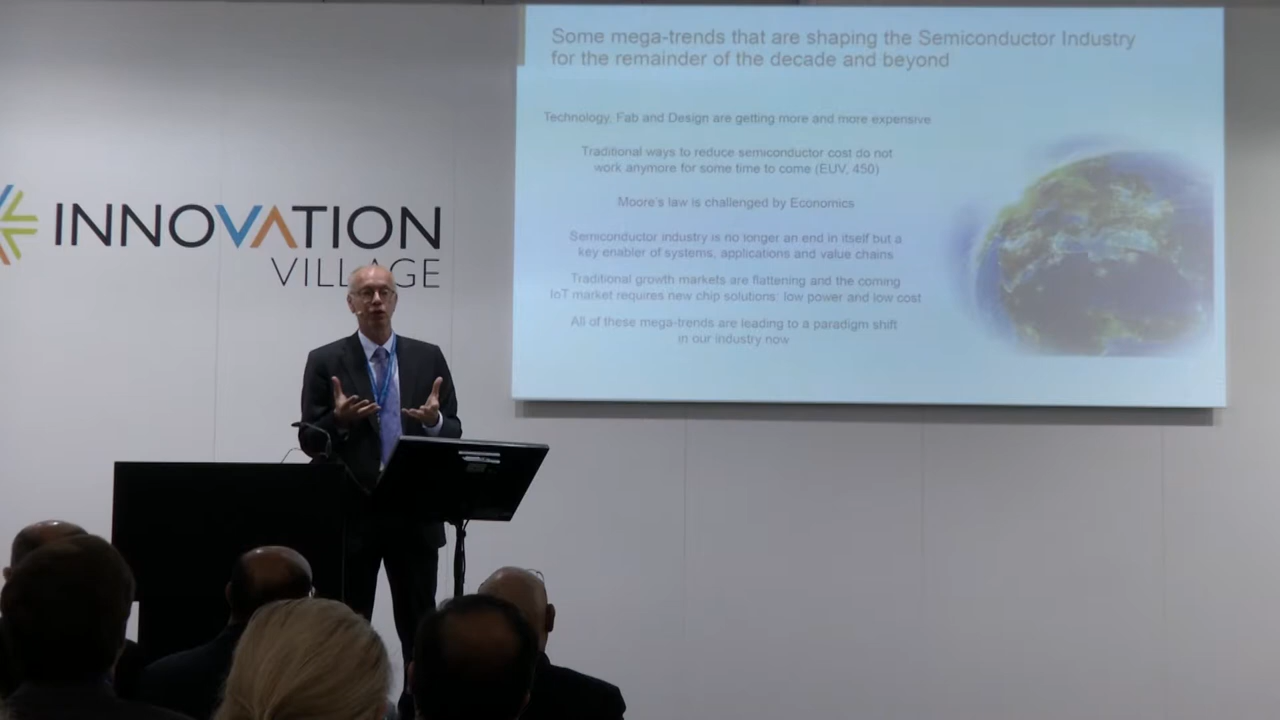 INNOVATION
VILLAGE
Some mega-trends that are shaping the Semiconductor Industry
for the remainder of the decade and beyond
Technology, Fab and Design are getting more and more expensive
Traditional ways to reduce semiconductor cost do not
work anymore for some time to come (EUV, 450)
Moore's law is challenged by Economics
Semiconductor industry is no longer an end in itself but a
key enabler of systems, applications and value chains
Traditional growth markets are flattening and the coming
IoT market requires new chip solutions: low power and low cost
All of these mega-trends are leading to a paradigm shift
in our industry now